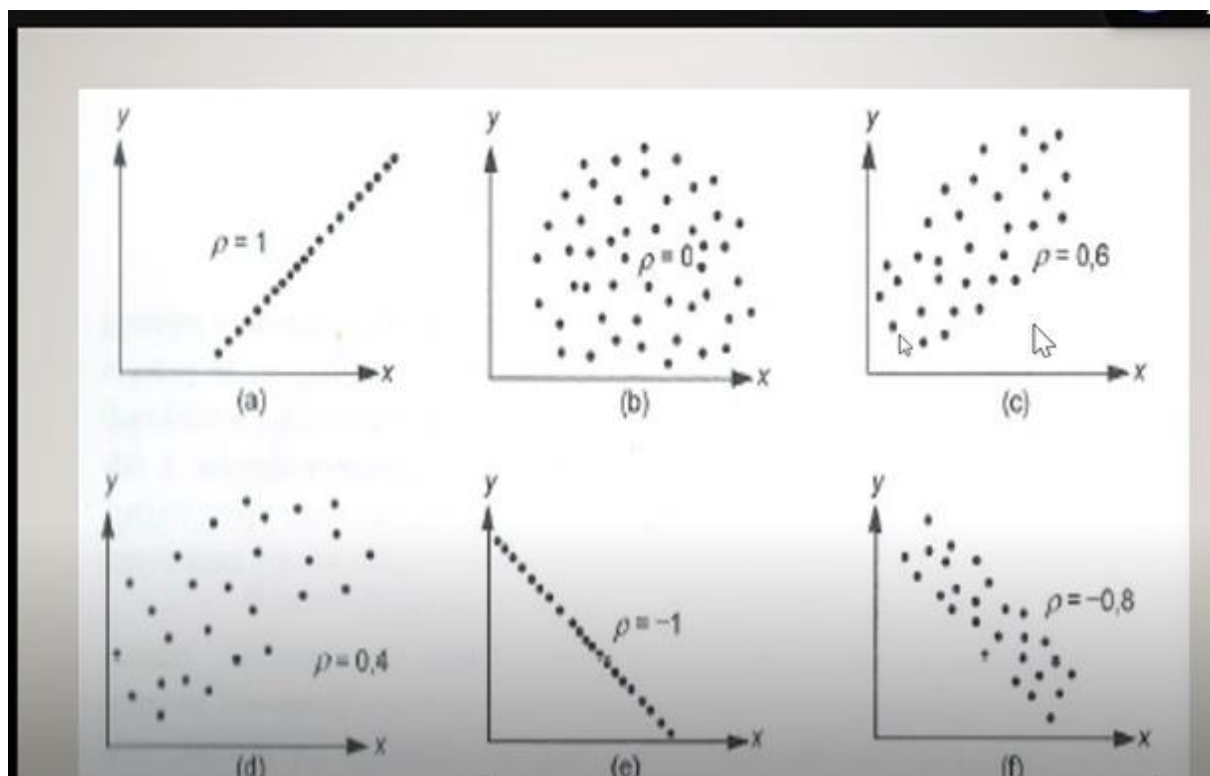 y
y
y
ρ = 1
ρ = 0
ρ = 0,6
x
x
x
(a)
(b)
(c)
y
y
y
ρ = 0,4
ρ = −1
ρ = −0,8
x
x
x
(d)
(e)
(f)